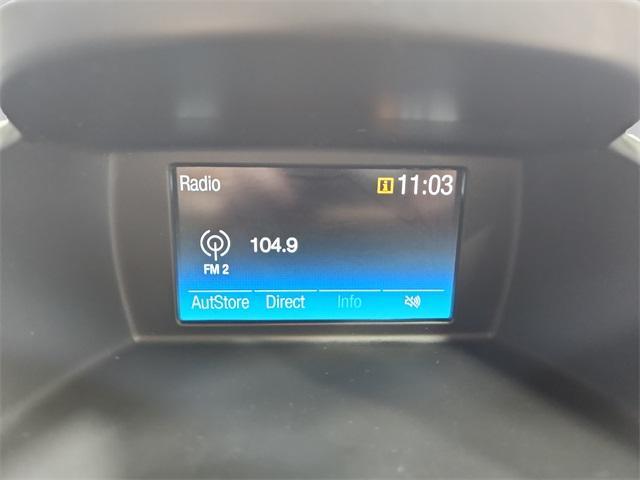 Radio i 11:03
104.9
FM 2
AutStore Direct Info